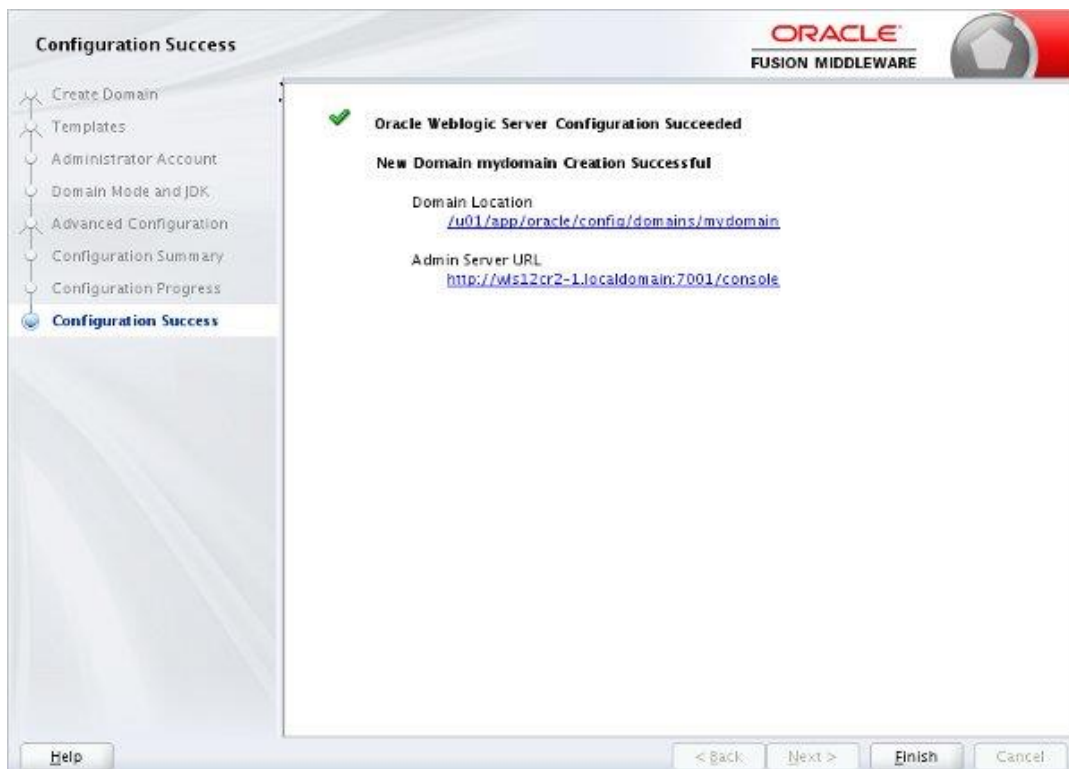 Configuration Success
ORACLE
FUSION MIDDLEWARE
Create Domain
Templates
Administrator Account
Domain Mode and JDK
Advanced Configuration
Configuration Summary
Configuration Progress
Configuration Success
Oracle Weblogic Server Configuration Succeeded
New Domain mydomain Creation Successful
Domain Location
/u01/app/oracle/config/domains/mydomain
Admin Server URL
http://wls12cr2-1.localdomain:7001/console
Help
< Back
Next >
Finish
Cancel